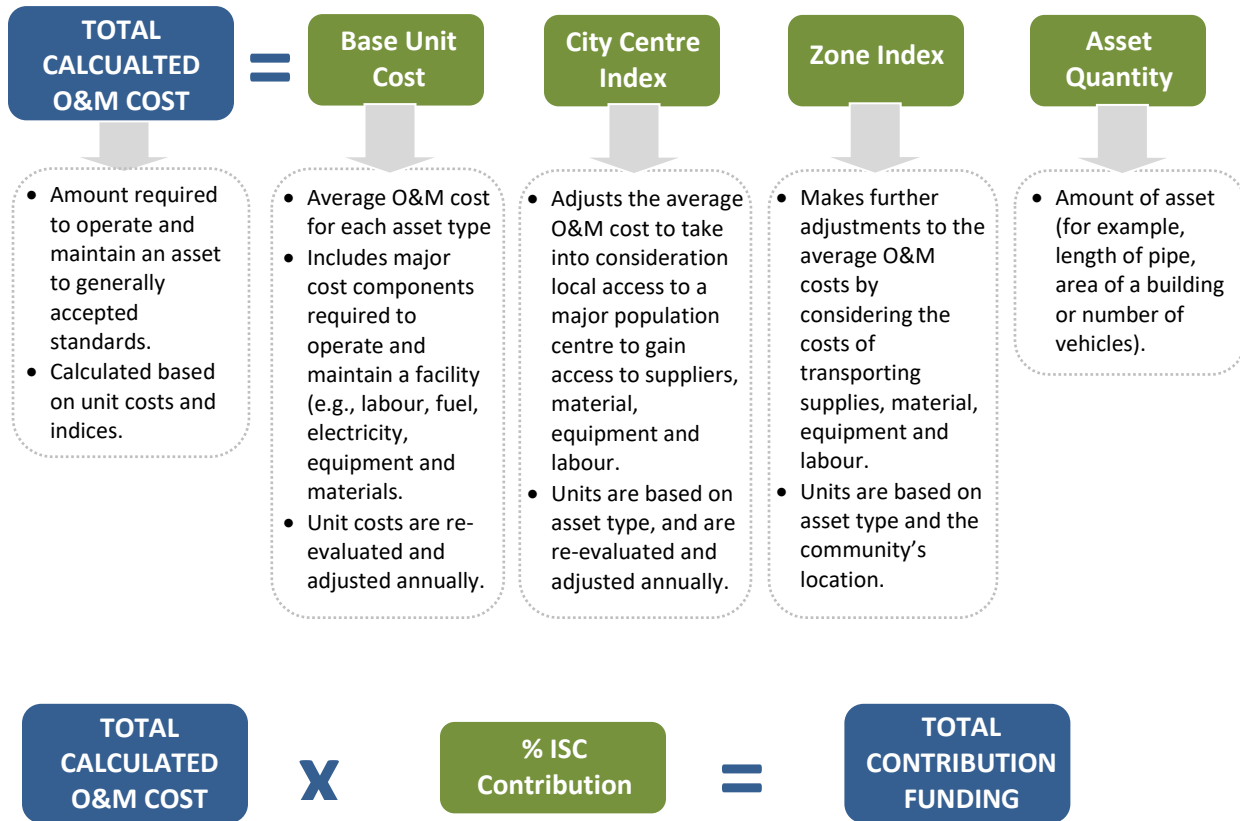 TOTAL
CALCUALTED
O&M COST
=
Base Unit
Cost
City Centre
Index
Zone Index
Asset
Quantity
• Amount required
to operate and
maintain an asset
to generally
accepted
standards.
• Calculated based
on unit costs and
indices.
• Average O&M cost
for each asset type
• Includes major
cost components
required to
operate and
maintain a facility
(e.g., labour, fuel,
electricity,
equipment and
materials.
• Unit costs are re-
evaluated and
adjusted annually.
• Adjusts the average
O&M cost to take
into consideration
local access to a
major population
centre to gain
access to suppliers,
material,
equipment and
labour.
• Units are based on
asset type, and are
re-evaluated and
adjusted annually.
• Makes further
adjustments to the
average O&M
costs by
considering the
costs of
transporting
supplies, material,
equipment and
labour.
• Units are based on
asset type and the
community’s
location.
• Amount of asset
(for example,
length of pipe,
area of a building
or number of
vehicles).
TOTAL
CALCULATED
O&M COST
x
% ISC
Contribution
=
TOTAL
CONTRIBUTION
FUNDING